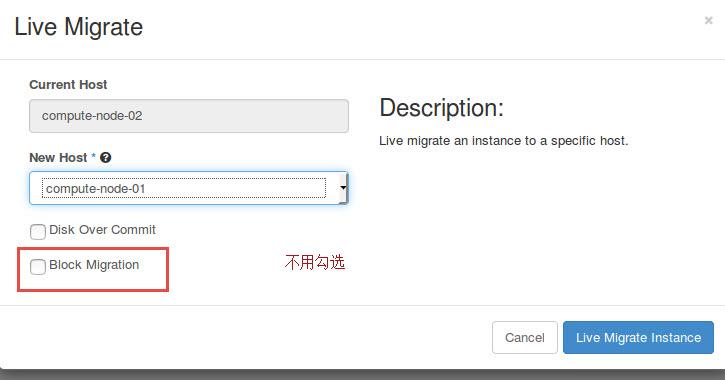 Live Migrate
×
Current Host
compute-node-02
New Host * ?
compute-node-01
Disk Over Commit
Block Migration
不用勾选
Description:
Live migrate an instance to a specific host.
Cancel
Live Migrate Instance